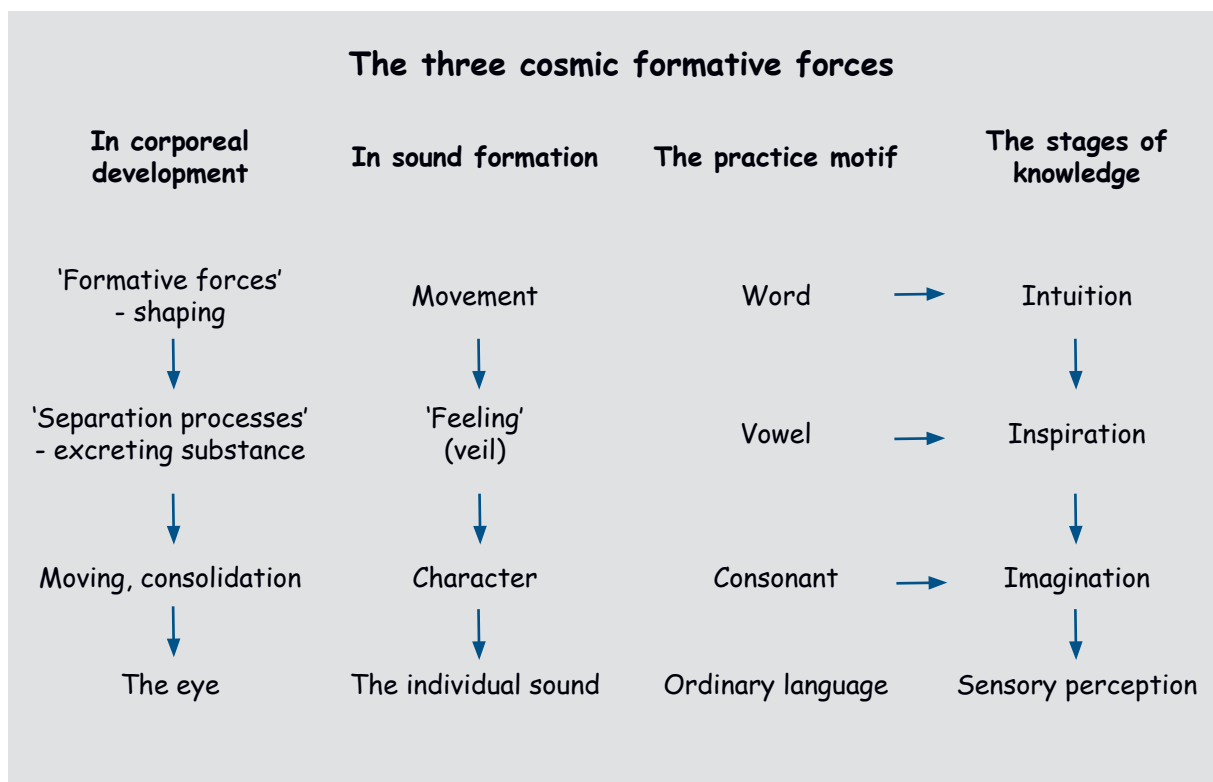 The three cosmic formative forces
In corporeal
development
In sound formation
The practice motif
The stages of
knowledge
‘Formative forces’
- shaping
Movement
Word
Intuition
‘Separation processes’
- excreting substance
‘Feeling’
(veil)
Vowel
Inspiration
Moving, consolidation
Character
Consonant
Imagination
The eye
The individual sound
Ordinary language
Sensory perception